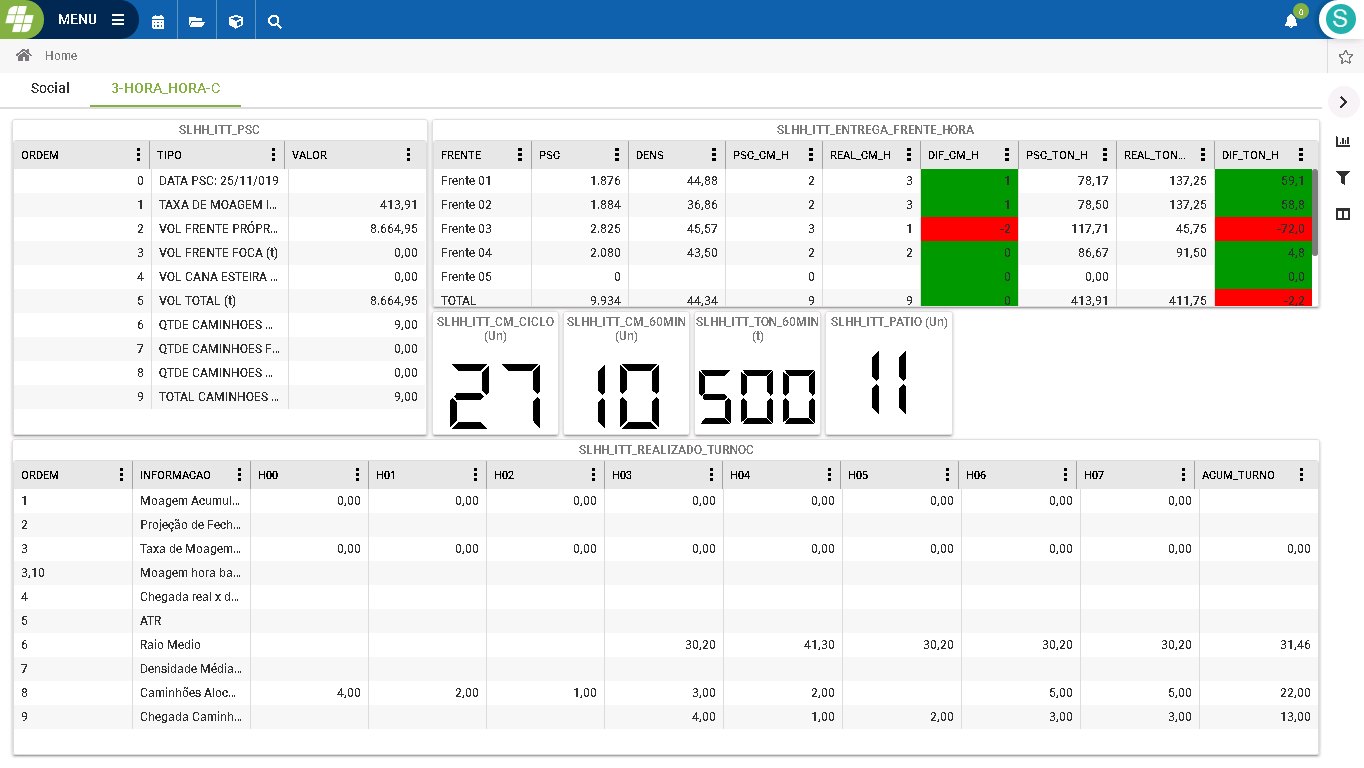 MENU
0
S
Home
Social 3-HORA_HORA-C
SLHH_ITT_PSC
ORDEM TIPO VALOR
0 DATA PSC: 25/11/019
1 TAXA DE MOAGEM I... 413,91
2 VOL FRENTE PRÓPR... 8.664,95
3 VOL FRENTE FOCA (t) 0,00
4 VOL CANA ESTEIRA ... 0,00
5 VOL TOTAL (t) 8.664,95
6 QTDE CAMINHOES ... 9,00
7 QTDE CAMINHOES F... 0,00
8 QTDE CAMINHOES ... 0,00
9 TOTAL CAMINHOES ... 9,00
SLHH_ITT_ENTREGA_FRENTE_HORA
FRENTE PSC DENS PSC_CM_H REAL_CM_H DIF_CM_H PSC_TON_H REAL_TON... DIF_TON_H
Frente 01 1.876 44,88 2 3 1 78,17 137,25 59,1
Frente 02 1.884 36,86 2 3 1 78,50 137,25 58,8
Frente 03 2.825 45,57 3 1 -2 117,71 45,75 -72,0
Frente 04 2.080 43,50 2 2 0 86,67 91,50 4,8
Frente 05 0 0 0 0,00 0,0
TOTAL 9.934 44,34 9 9 0 413,91 411,75 -2,2
SLHH_ITT_CM_CICLO
(Un)
27
SLHH_ITT_CM_60MIN
(Un)
10
SLHH_ITT_TON_60MIN
(t)
500
SLHH_ITT_PATIO (Un)
11
SLHH_ITT_REALIZADO_TURNOC
ORDEM INFORMACAO H00 H01 H02 H03 H04 H05 H06 H07 ACUM_TURNO
1 Moagem Acumul... 0,00 0,00 0,00 0,00 0,00 0,00 0,00 0,00
2 Projeção de Fech...
3 Taxa de Moagem... 0,00 0,00 0,00 0,00 0,00 0,00 0,00 0,00 0,00
3,10 Moagem hora ba...
4 Chegada real x d...
5 ATR
6 Raio Medio 30,20 41,30 30,20 30,20 30,20 31,46
7 Densidade Média...
8 Caminhões Aloc... 4,00 2,00 1,00 3,00 2,00 5,00 5,00 22,00
9 Chegada Caminh... 4,00 1,00 2,00 3,00 3,00 13,00